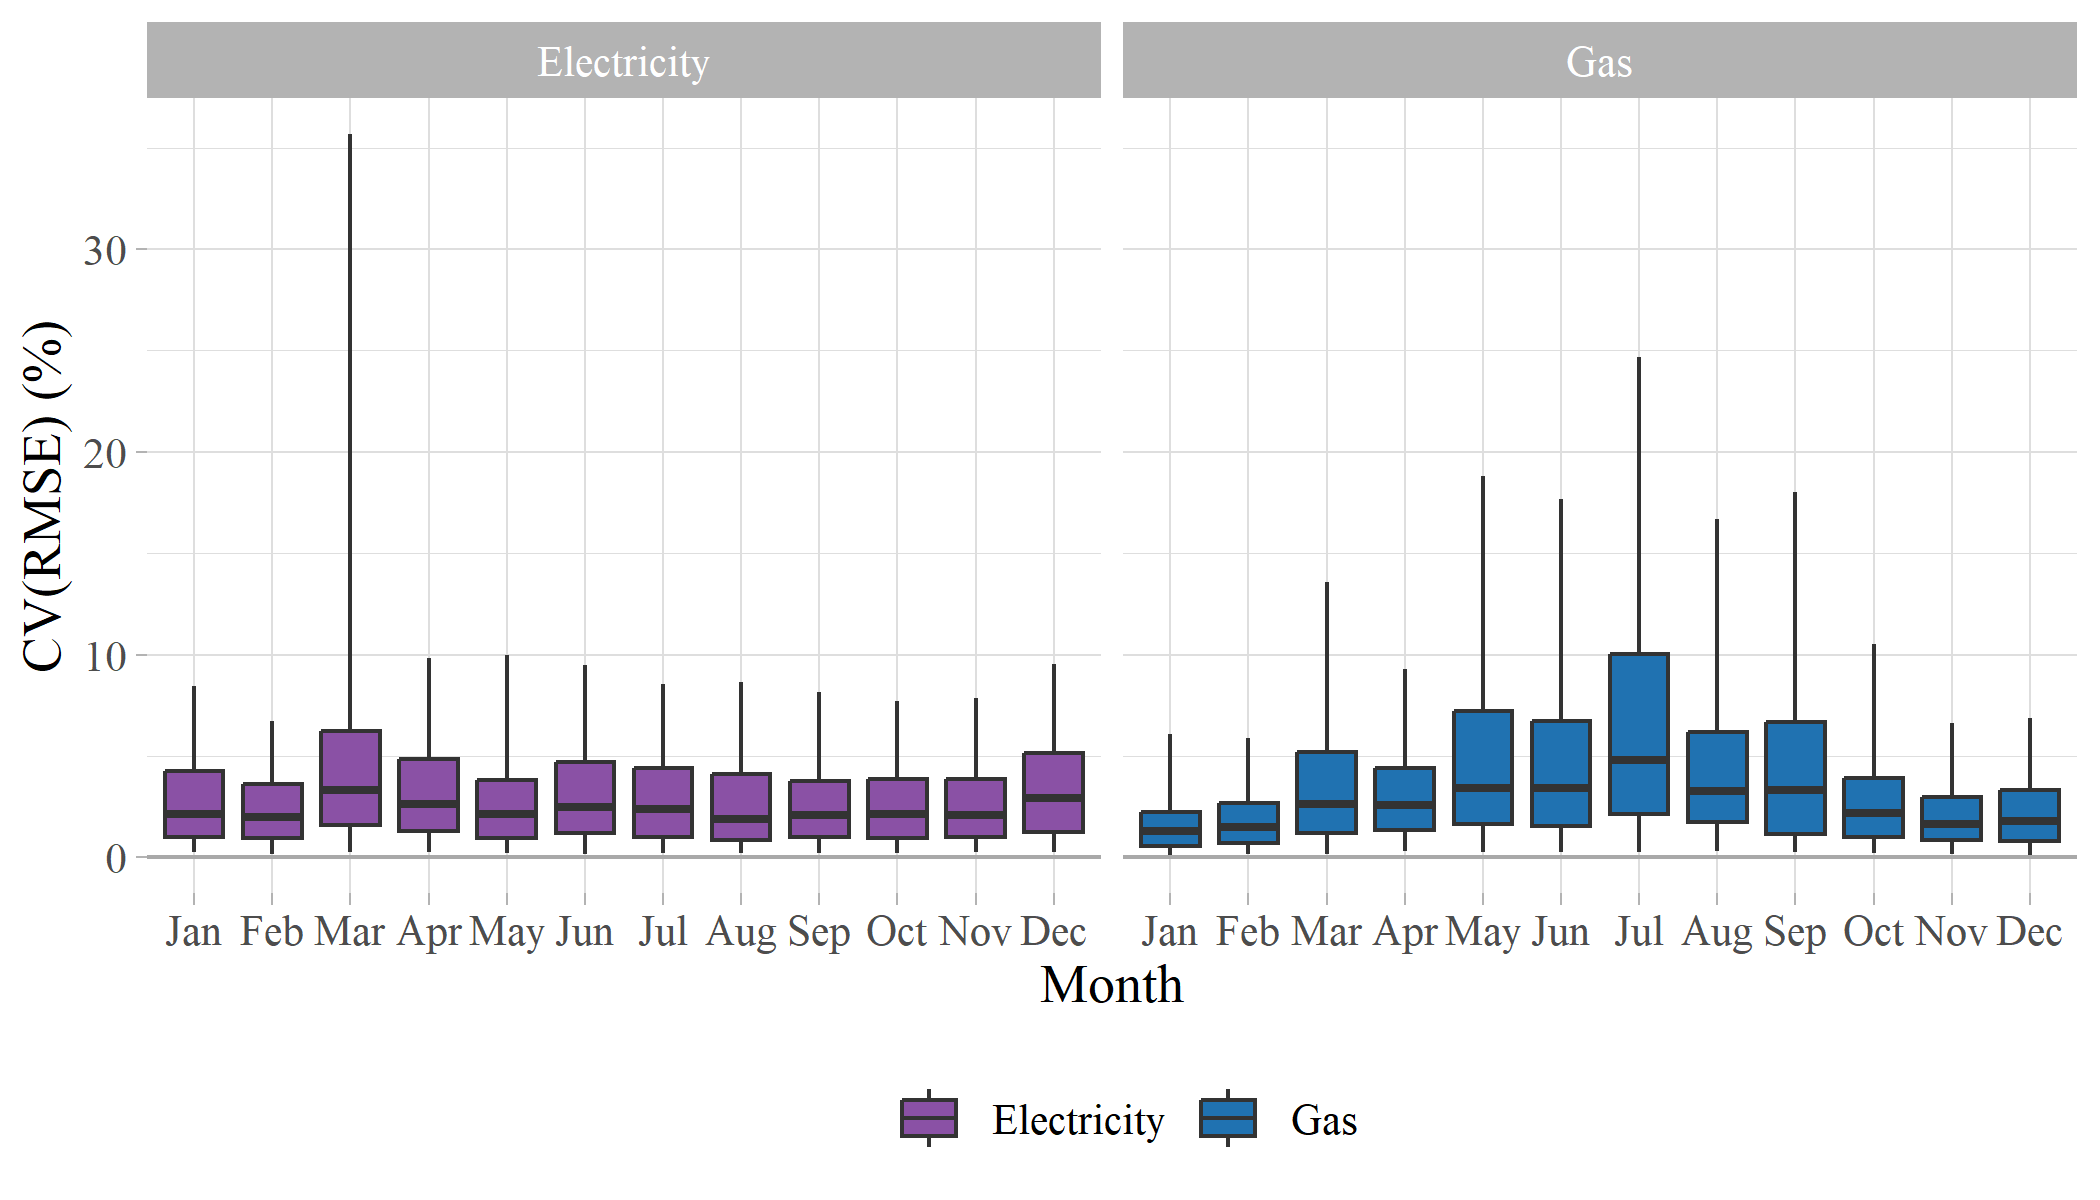 Electricity Gas
CV(RMSE) (%)
30
20
10
0
Jan Feb Mar Apr May Jun Jul Aug Sep Oct Nov Dec Jan Feb Mar Apr May Jun Jul Aug Sep Oct Nov Dec
Month
Electricity Gas